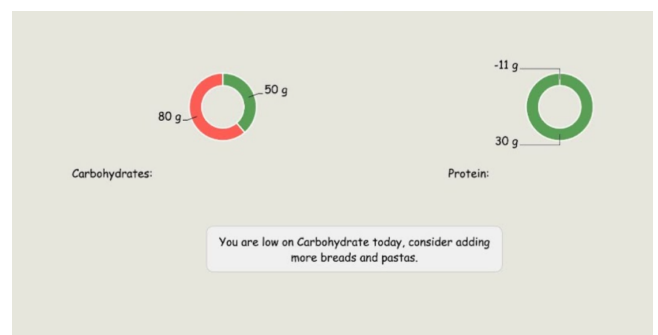 -11 g
50 g
80 g
30 g
Carbohydrates:
Protein:
You are low on Carbohydrate today, consider adding
more breads and pastas.